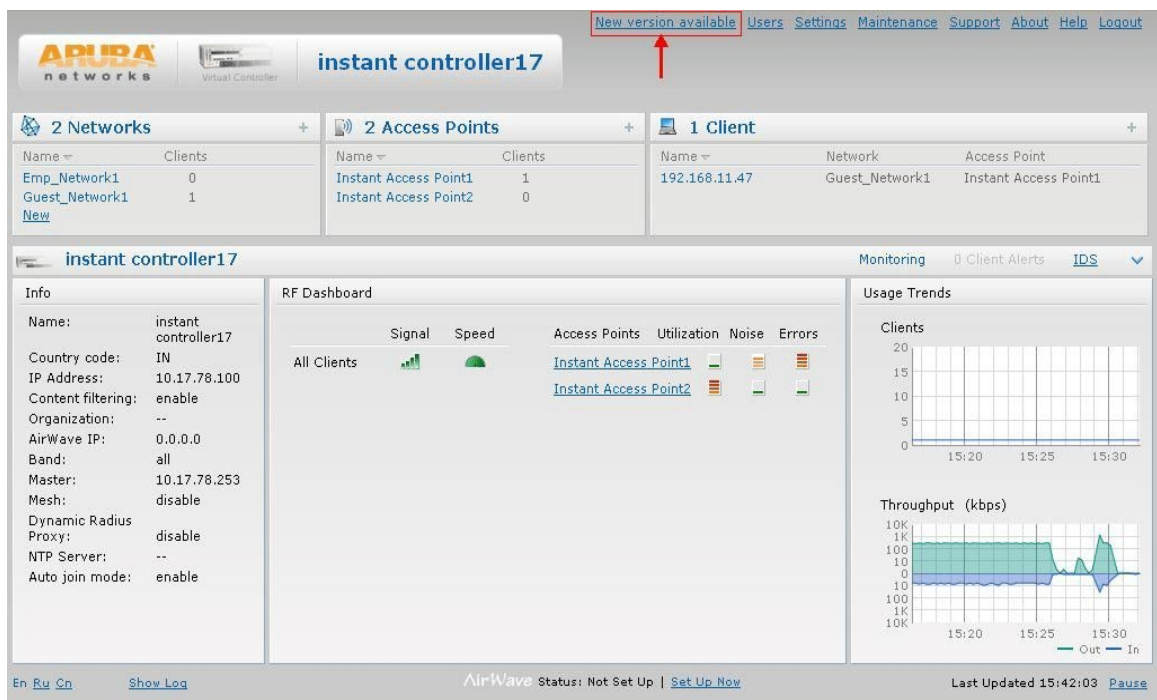 New version available Users Settings Maintenance Support About Help Logout
ARUBA networks
Virtual Controller
instant controller17
2 Networks +
Name Clients
Emp_Network1 0
Guest_Network1 1
New
2 Access Points +
Name Clients
Instant Access Point1 1
Instant Access Point2 0
1 Client +
Name Network Access Point
192.168.11.47 Guest_Network1 Instant Access Point1
instant controller17
Monitoring 0 Client Alerts IDS
Info
Name: instant controller17
Country code: IN
IP Address: 10.17.78.100
Content filtering: enable
Organization: --
AirWave IP: 0.0.0.0
Band: all
Master: 10.17.78.253
Mesh: disable
Dynamic Radius Proxy: disable
NTP Server: --
Auto join mode: enable
RF Dashboard
Signal Speed
All Clients
Access Points Utilization Noise Errors
Instant Access Point1
Instant Access Point2
Usage Trends
Clients
20
15
10
5
0
15:20 15:25 15:30
Throughput (kbps)
10K
1K
100
10
0
10
100
1K
10K
15:20 15:25 15:30
Out In
En Ru Cn Show Log
AirWave Status: Not Set Up | Set Up Now
Last Updated 15:42:03 Pause